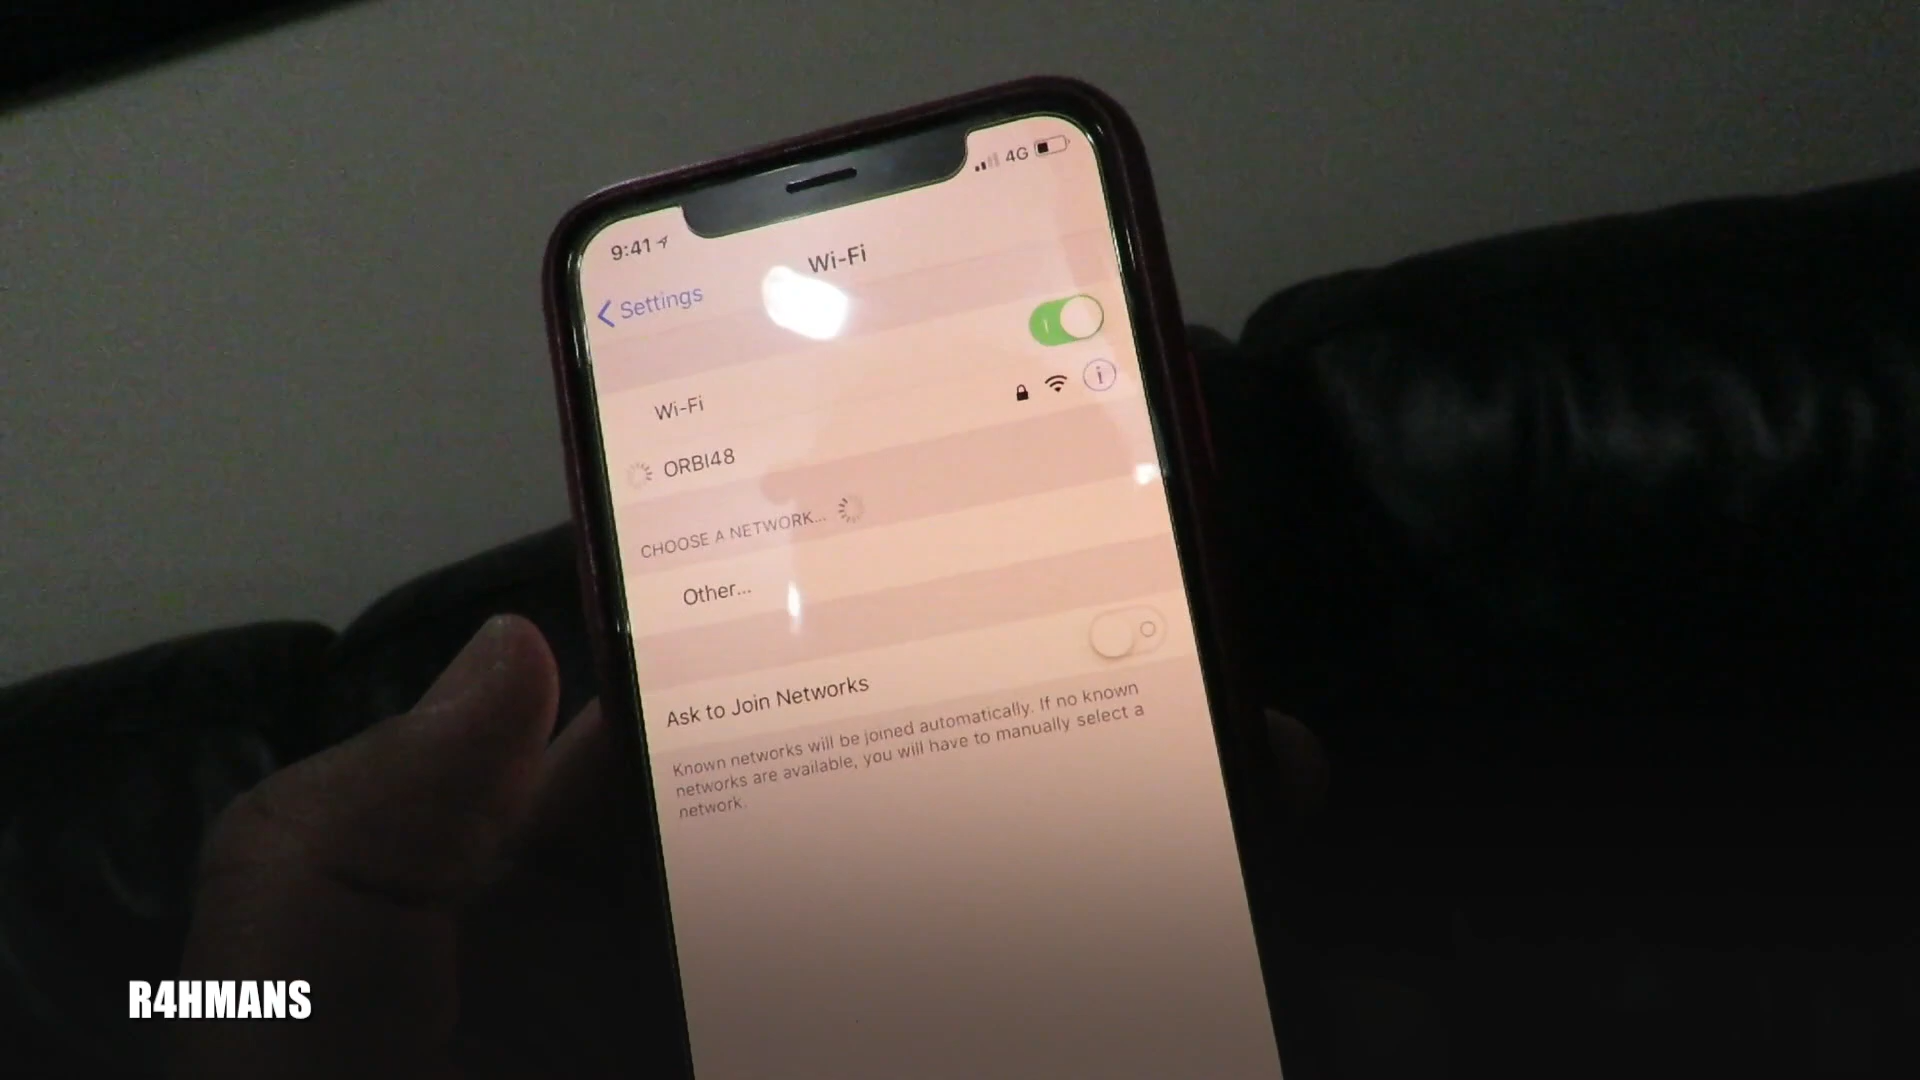 9:41
4G
Wi-Fi
Settings
Wi-Fi
ORBI48
CHOOSE A NETWORK...
Other...
Ask to Join Networks
Known networks will be joined automatically. If no known
networks are available, you will have to manually select a
network.
R4HMANS